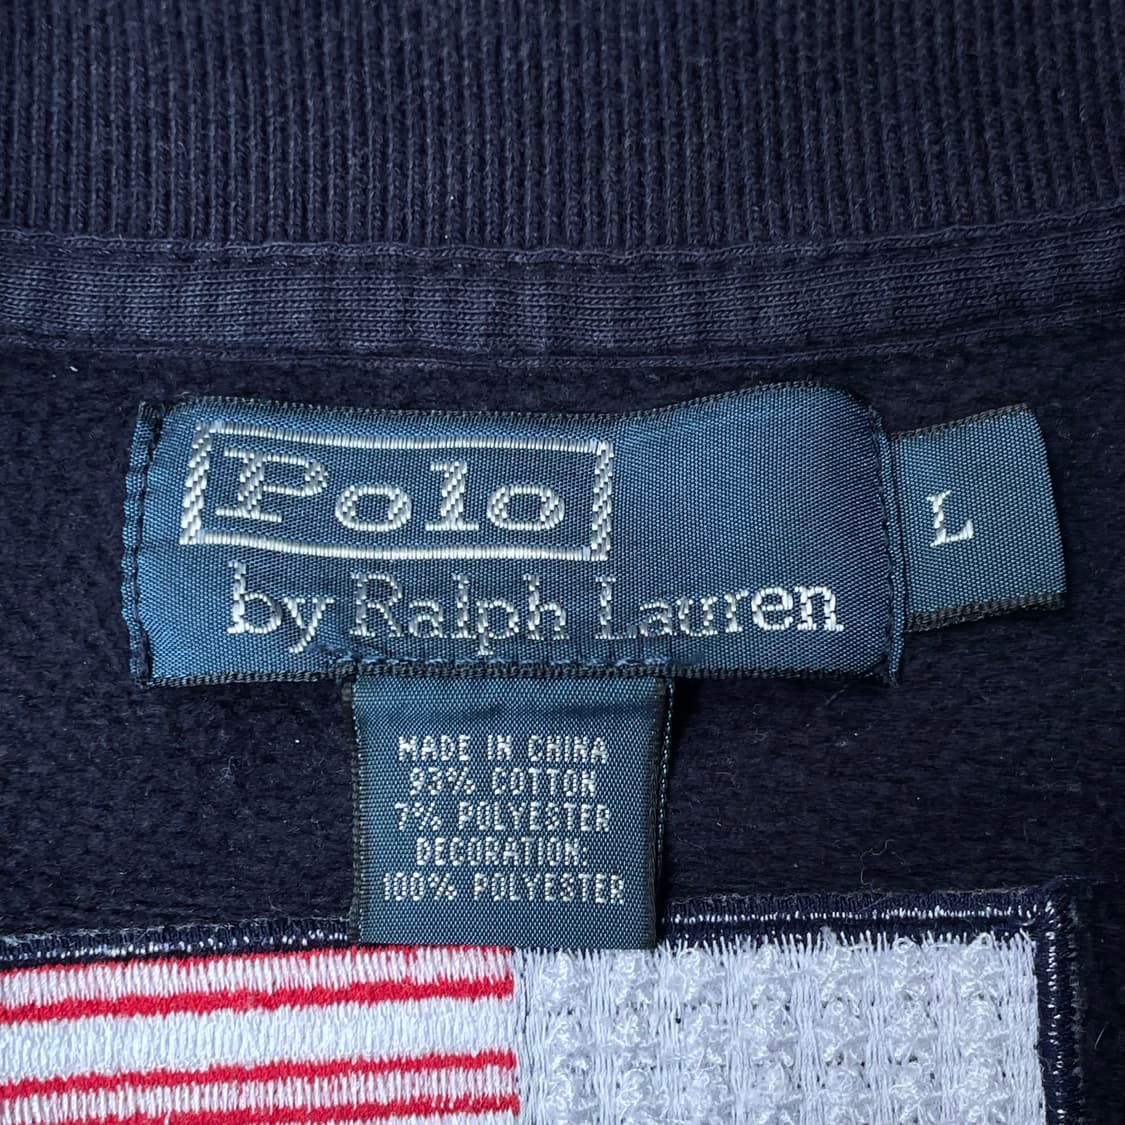 Polo
by Ralph Lauren
L
MADE IN CHINA
93% COTTON
7% POLYESTER
DECORATION:
100% POLYESTER